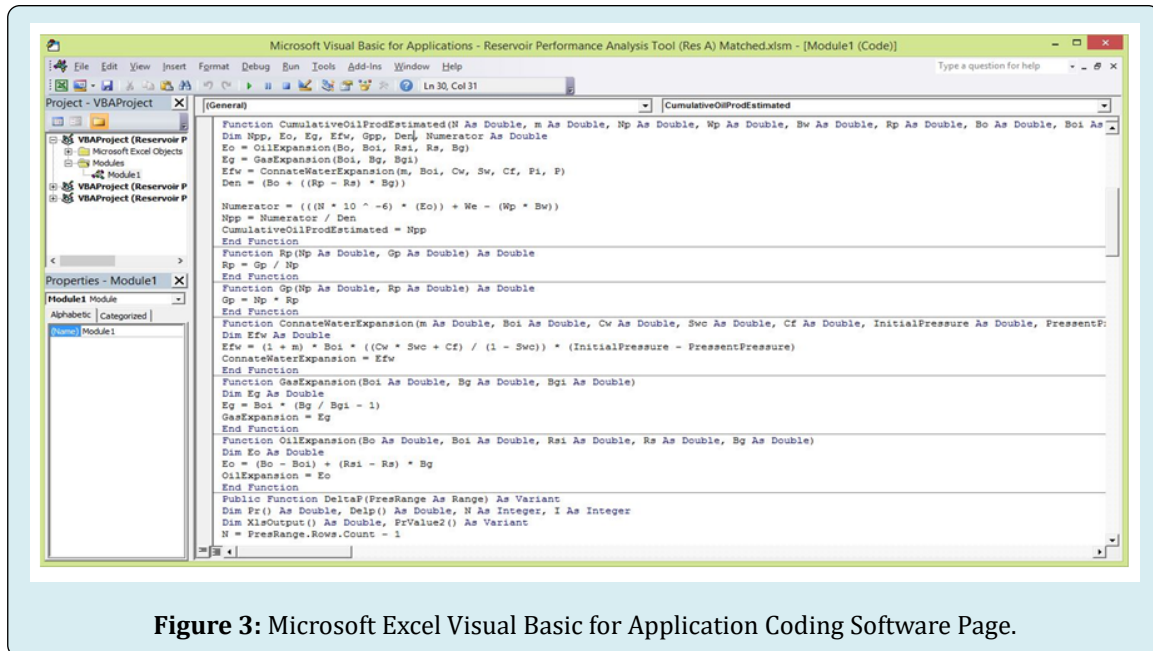 Microsoft Visual Basic for Applications - Reservoir Performance Analysis Tool (Res A) Matched.xlsm - [Module1 (Code)]
File Edit View Insert Format Debug Run Tools Add-Ins Window Help
Type a question for help
Ln 30, Col 31
Project - VBAProject
(General)
CumulativeOilProdEstimated
VBAProject (Reservoir P
Microsoft Excel Objects
Modules
Module1
VBAProject (Reservoir P
VBAProject (Reservoir P
Properties - Module1
Module1 Module
Alphabetic Categorized
(Name) Module1
Function CumulativeOilProdEstimated(N As Double, m As Double, Np As Double, Wp As Double, Bw As Double, Rp As Double, Bo As Double, Boi As
Dim Npp, Eo, Eg, Efw, Gpp, Den, Numerator As Double
Eo = OilExpansion(Bo, Boi, Rsi, Rs, Bg)
Eg = GasExpansion(Boi, Bg, Bgi)
Efw = ConnateWaterExpansion(m, Boi, Cw, Sw, Cf, Pi, P)
Den = (Bo + ((Rp - Rs) * Bg))
Numerator = (((N * 10 ^ -6) * (Eo)) + We - (Wp * Bw))
Npp = Numerator / Den
CumulativeOilProdEstimated = Npp
End Function
Function Rp(Np As Double, Gp As Double) As Double
Rp = Gp / Np
End Function
Function Gp(Np As Double, Rp As Double) As Double
Gp = Np * Rp
End Function
Function ConnateWaterExpansion(m As Double, Boi As Double, Cw As Double, Swc As Double, Cf As Double, InitialPressure As Double, PressentP
Dim Efw As Double
Efw = (1 + m) * Boi * ((Cw * Swc + Cf) / (1 - Swc)) * (InitialPressure - PressentPressure)
ConnateWaterExpansion = Efw
End Function
Function GasExpansion(Boi As Double, Bg As Double, Bgi As Double)
Dim Eg As Double
Eg = Boi * (Bg / Bgi - 1)
GasExpansion = Eg
End Function
Function OilExpansion(Bo As Double, Boi As Double, Rsi As Double, Rs As Double, Bg As Double)
Dim Eo As Double
Eo = (Bo - Boi) + (Rsi - Rs) * Bg
OilExpansion = Eo
End Function
Public Function DeltaP(PresRange As Range) As Variant
Dim Pr() As Double, Delp() As Double, N As Integer, I As Integer
Dim XlsOutput() As Double, PrValue2() As Variant
N = PresRange.Rows.Count - 1
Figure 3: Microsoft Excel Visual Basic for Application Coding Software Page.